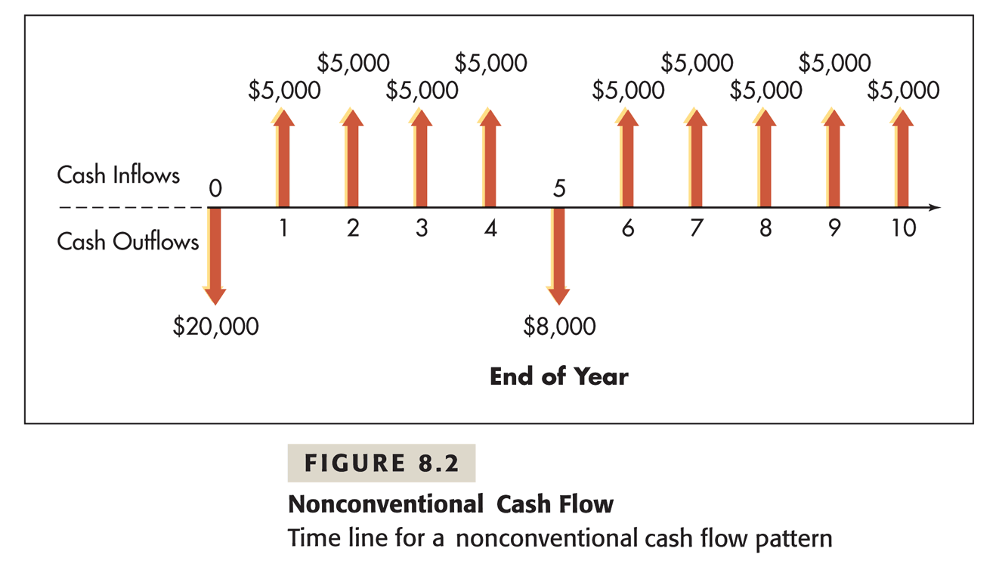 $5,000 $5,000 $5,000 $5,000
$5,000 $5,000 $5,000 $5,000 $5,000
Cash Inflows 0 5
Cash Outflows 1 2 3 4 6 7 8 9 10
$20,000 $8,000
End of Year
FIGURE 8.2
Nonconventional Cash Flow
Time line for a nonconventional cash flow pattern